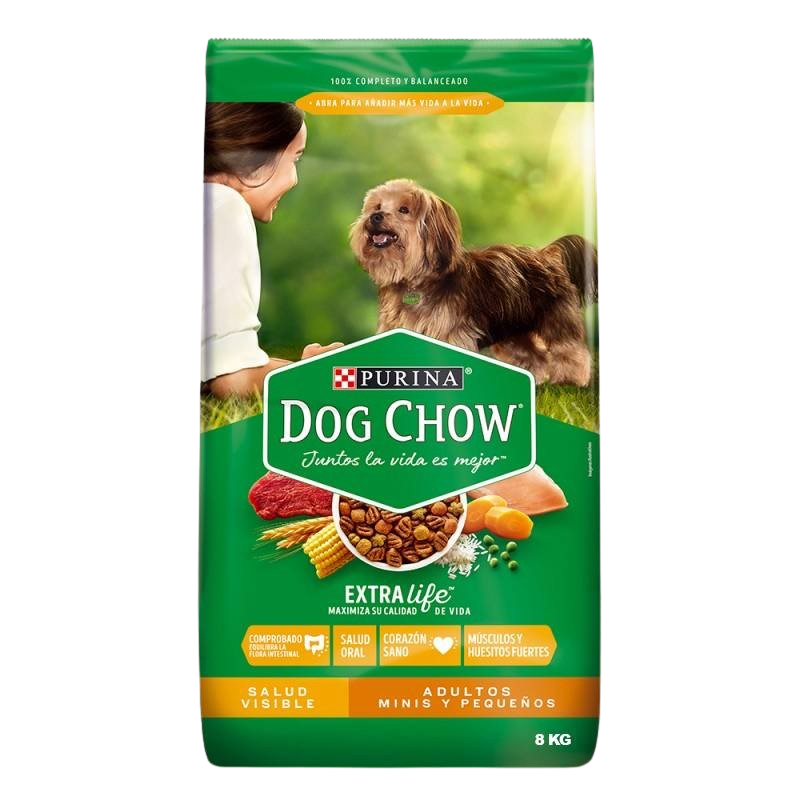 100% COMPLETO Y BALANCEADO
• ABRA PARA AÑADIR MÁS VIDA A LA VIDA •
PURINA®
DOG CHOW®
Juntos la vida es mejor™
EXTRA life™
MAXIMIZA SU CALIDAD DE VIDA
COMPROBADO
EQUILIBRA LA
FLORA INTESTINAL
SALUD
ORAL
CORAZÓN
SANO
MÚSCULOS Y
HUESITOS FUERTES
SALUD
VISIBLE
ADULTOS
MINIS Y PEQUEÑOS
8 KG